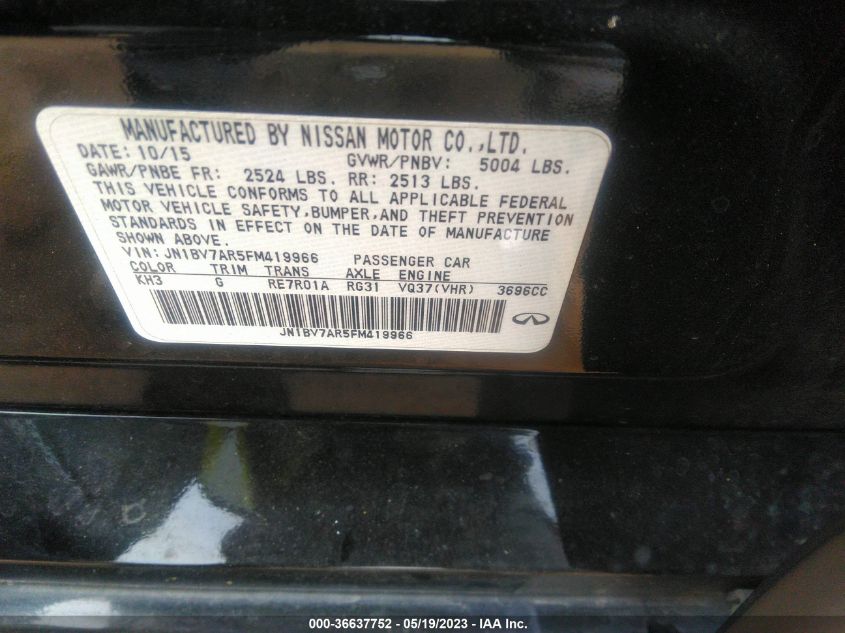 MANUFACTURED BY NISSAN MOTOR CO.,LTD.
DATE: 10/15 GVWR/PNBV: 5004 LBS.
GAWR/PNBE FR: 2524 LBS. RR: 2513 LBS.
THIS VEHICLE CONFORMS TO ALL APPLICABLE FEDERAL
MOTOR VEHICLE SAFETY,BUMPER,AND THEFT PREVENTION
STANDARDS IN EFFECT ON THE DATE OF MANUFACTURE
SHOWN ABOVE.
VIN: JN1BV7AR5FM419966 PASSENGER CAR
COLOR TRIM TRANS AXLE ENGINE
KH3 G RE7R01A RG31 VQ37(VHR) 3696CC
JN1BV7AR5FM419966
000-36637752 — 05/19/2023 — IAA Inc.